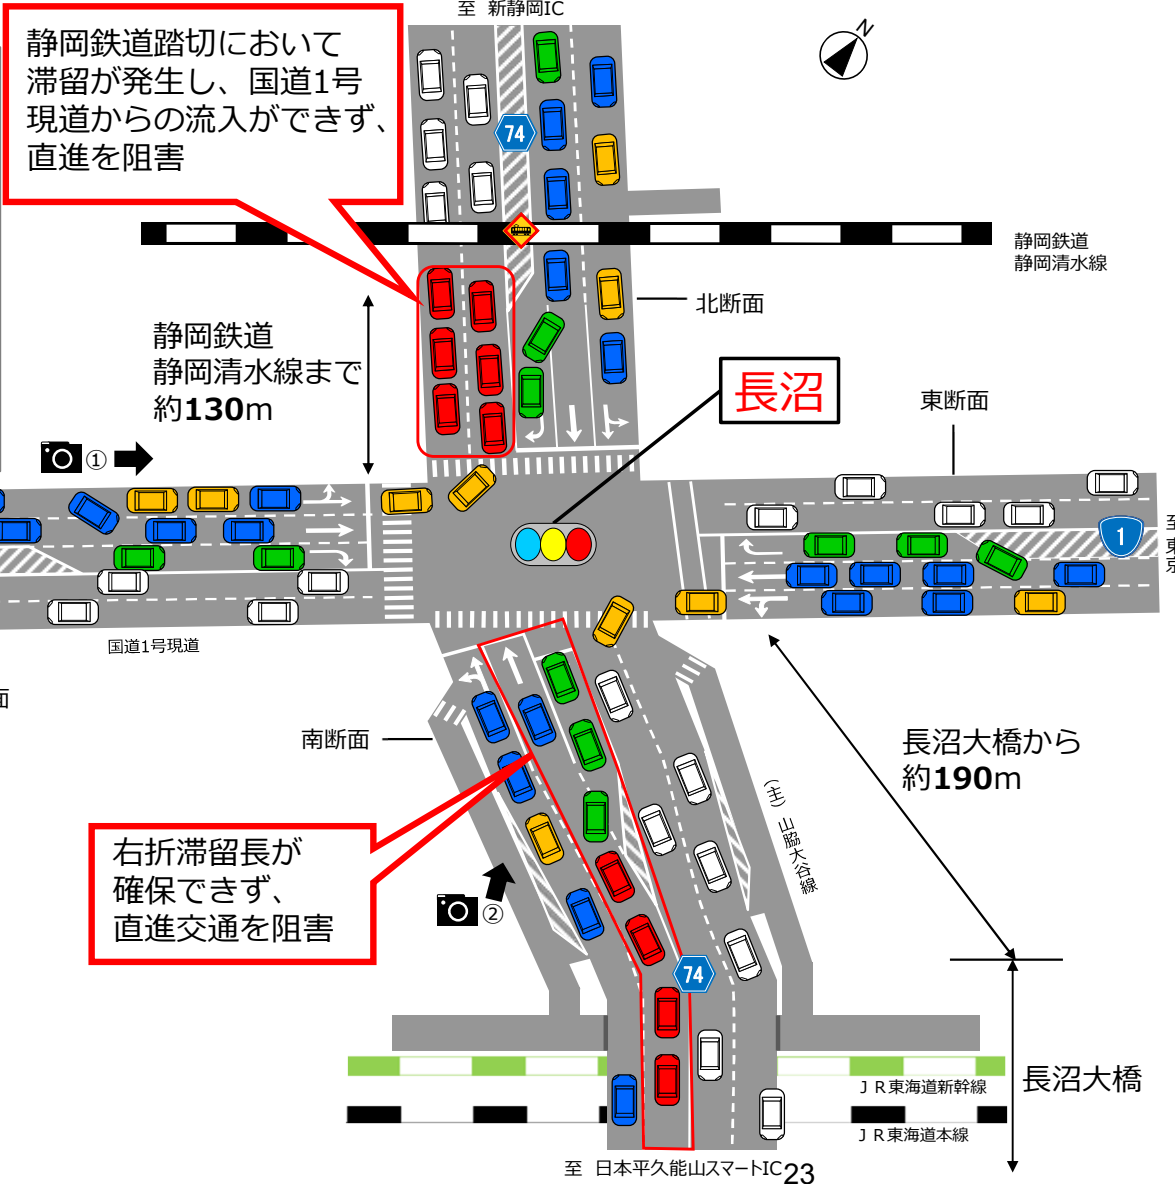 至 新静岡IC
静岡鉄道踏切において
滞留が発生し、国道1号
現道からの流入ができず、
直進を阻害
N
74
静岡鉄道
静岡清水線
北断面
静岡鉄道
静岡清水線まで
約130m
長沼
東断面
①
至
東
京
1
国道1号現道
面
南断面
長沼大橋から
約190m
(主)山脇大谷線
右折滞留長が
確保できず、
直進交通を阻害
②
74
JR東海道新幹線
長沼大橋
JR東海道本線
至 日本平久能山スマートIC
23